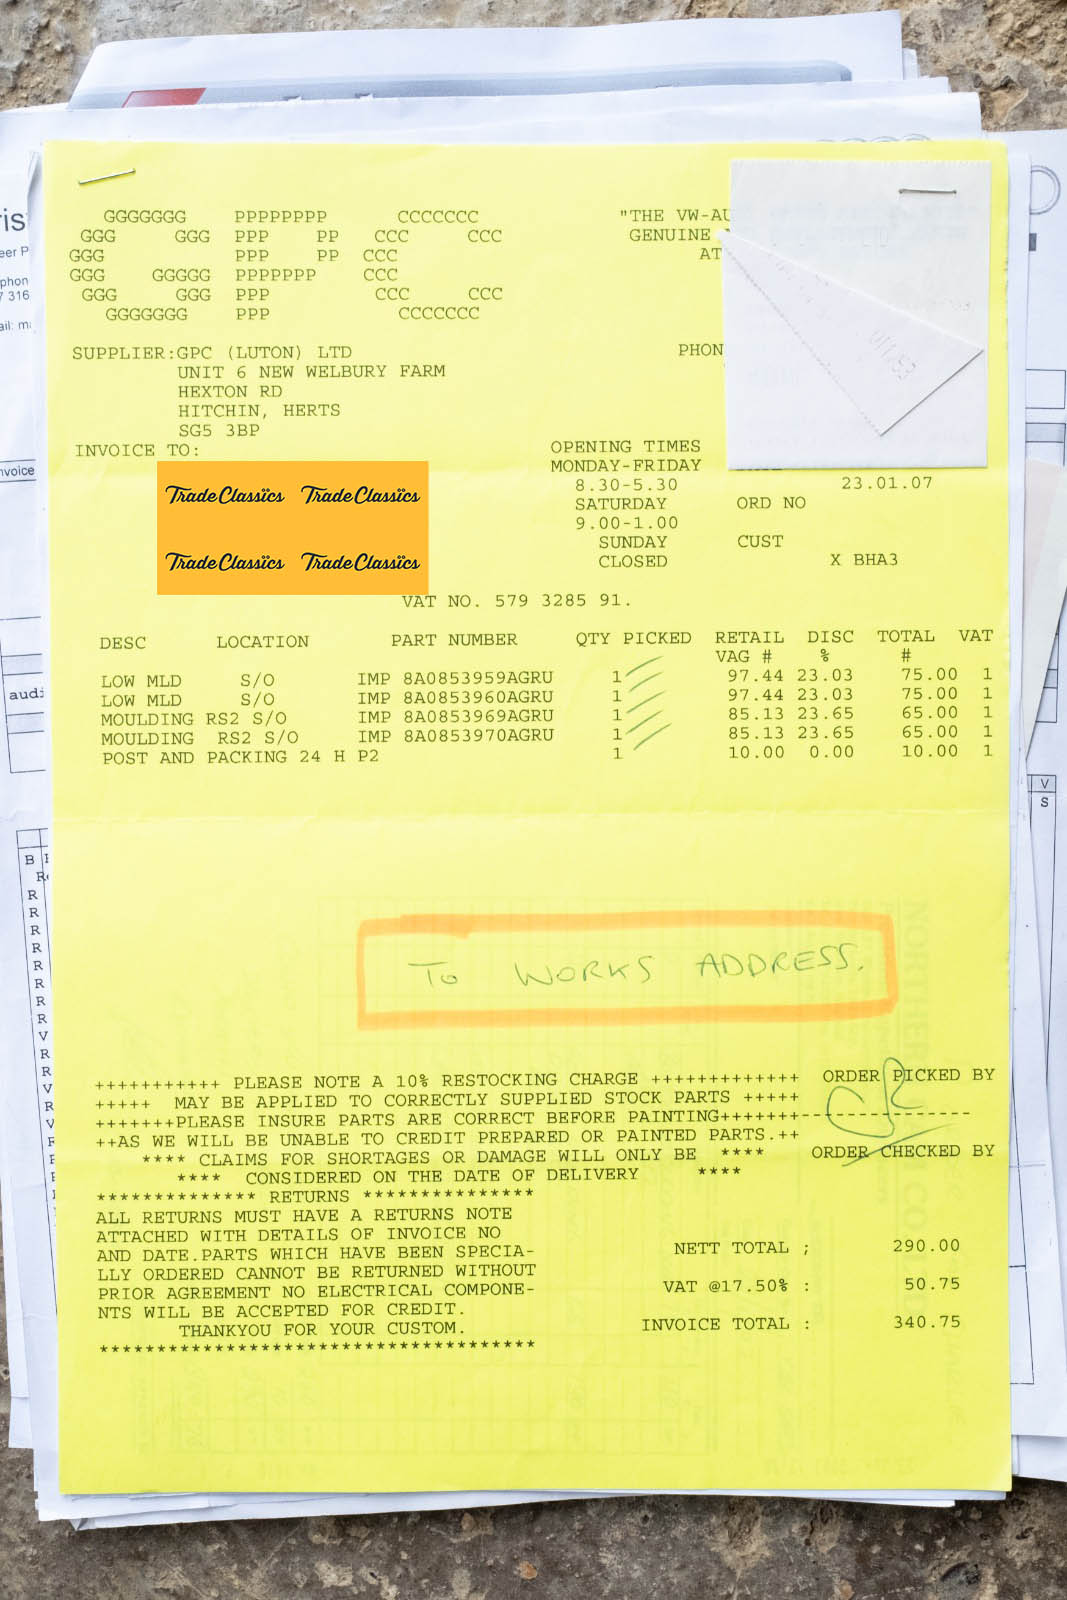 GGGGGGG PPPPPPPP CCCCCCC
GGG GGG PPP PP CCC CCC
GGG PPP PP CCC
GGG GGGGG PPPPPPP CCC
GGG GGG PPP CCC CCC
GGGGGGG PPP CCCCCCC
"THE VW-AU
GENUINE
AT
SUPPLIER:GPC (LUTON) LTD
PHON
UNIT 6 NEW WELBURY FARM
HEXTON RD
HITCHIN, HERTS
SG5 3BP
INVOICE TO:
TradeClassics TradeClassics
TradeClassics TradeClassics
OPENING TIMES
MONDAY-FRIDAY
8.30-5.30 23.01.07
SATURDAY ORD NO
9.00-1.00
SUNDAY CUST
CLOSED X BHA3
VAT NO. 579 3285 91.
DESC LOCATION PART NUMBER QTY PICKED RETAIL DISC TOTAL VAT
VAG # % #
LOW MLD S/O IMP 8A0853959AGRU 1 97.44 23.03 75.00 1
LOW MLD S/O IMP 8A0853960AGRU 1 97.44 23.03 75.00 1
MOULDING RS2 S/O IMP 8A0853969AGRU 1 85.13 23.65 65.00 1
MOULDING RS2 S/O IMP 8A0853970AGRU 1 85.13 23.65 65.00 1
POST AND PACKING 24 H P2 1 10.00 0.00 10.00 1
To WORKS ADDRESS.
+++++++++++ PLEASE NOTE A 10% RESTOCKING CHARGE +++++++++++++ ORDER PICKED BY
+++++ MAY BE APPLIED TO CORRECTLY SUPPLIED STOCK PARTS +++++
+++++++PLEASE INSURE PARTS ARE CORRECT BEFORE PAINTING+++++++---------------
++AS WE WILL BE UNABLE TO CREDIT PREPARED OR PAINTED PARTS.++
**** CLAIMS FOR SHORTAGES OR DAMAGE WILL ONLY BE **** ORDER CHECKED BY
**** CONSIDERED ON THE DATE OF DELIVERY ****
************** RETURNS ***************
ALL RETURNS MUST HAVE A RETURNS NOTE
ATTACHED WITH DETAILS OF INVOICE NO
AND DATE.PARTS WHICH HAVE BEEN SPECIA-
LLY ORDERED CANNOT BE RETURNED WITHOUT
PRIOR AGREEMENT NO ELECTRICAL COMPONE-
NTS WILL BE ACCEPTED FOR CREDIT.
THANKYOU FOR YOUR CUSTOM.
**************************************
NETT TOTAL ; 290.00
VAT @17.50% : 50.75
INVOICE TOTAL : 340.75